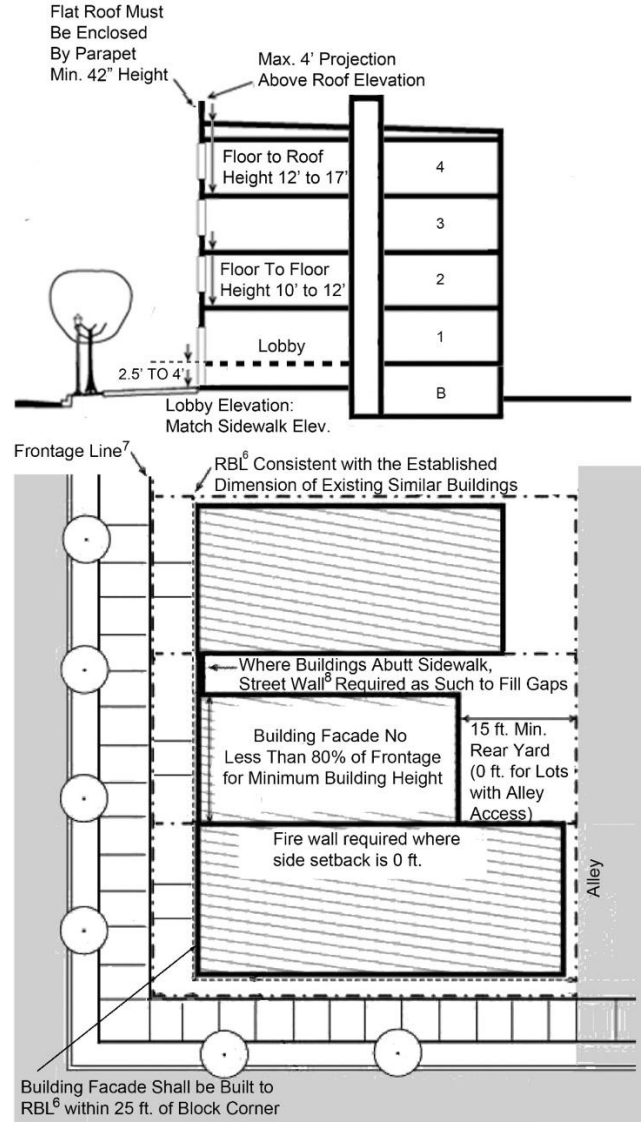 Flat Roof Must
Be Enclosed
By Parapet
Min. 42" Height
Max. 4' Projection
Above Roof Elevation
Floor to Roof
Height 12' to 17'
4
3
Floor To Floor
Height 10' to 12'
2
Lobby
1
2.5' TO 4'
B
Lobby Elevation:
Match Sidewalk Elev.
Frontage Line7
RBL6 Consistent with the Established
Dimension of Existing Similar Buildings
Where Buildings Abutt Sidewalk,
Street Wall8 Required as Such to Fill Gaps
Building Facade No
Less Than 80% of Frontage
for Minimum Building Height
15 ft. Min.
Rear Yard
(0 ft. for Lots
with Alley
Access)
Fire wall required where
side setback is 0 ft.
Alley
Building Facade Shall be Built to
RBL6 within 25 ft. of Block Corner